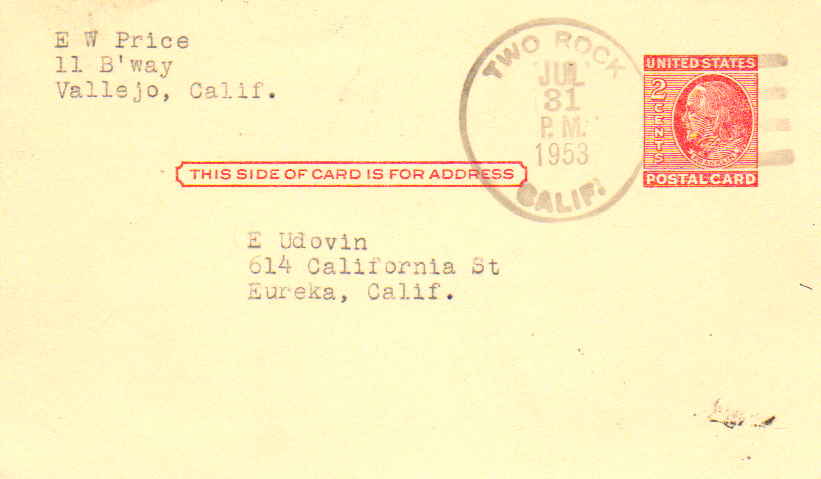 E W Price
11 B'way
Vallejo, Calif.
TWO ROCK
JUL
31
P.M.
1953
CALIF.
UNITED STATES
2 CENTS
FRANKLIN
POSTAL CARD
THIS SIDE OF CARD IS FOR ADDRESS
E Udovin
614 California St
Eureka, Calif.